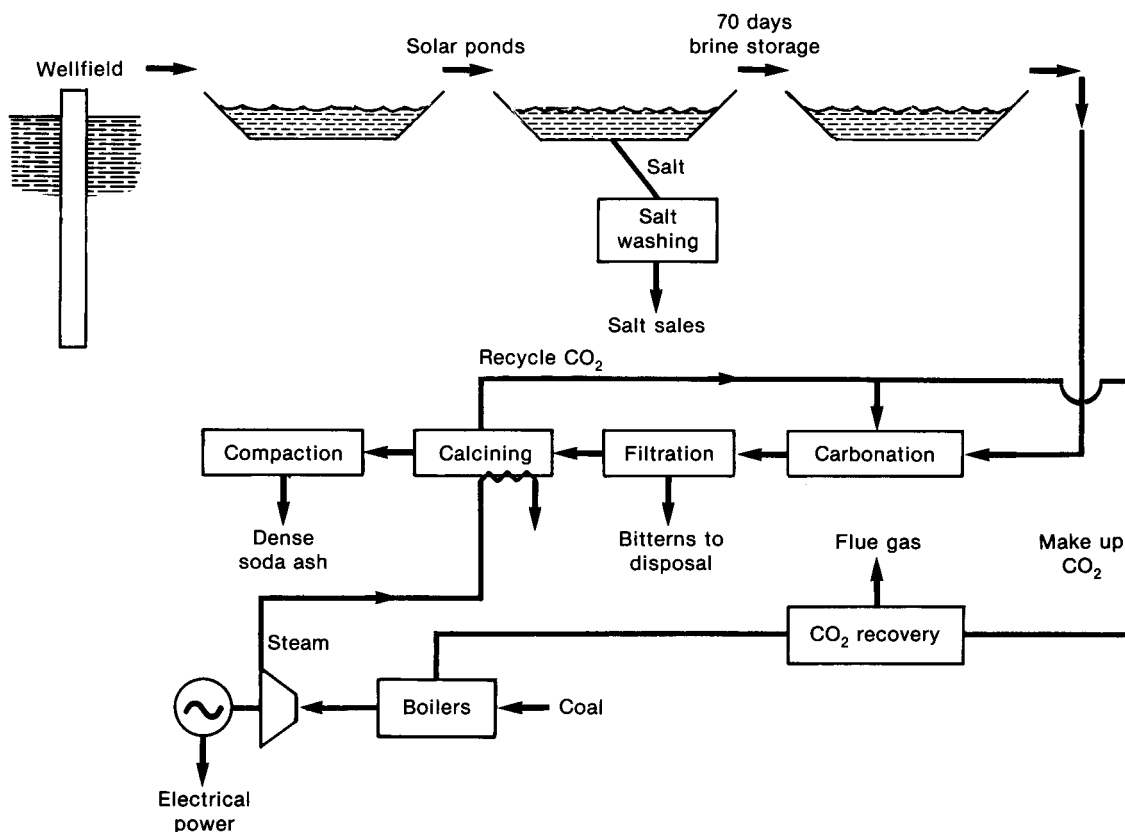 70 days
brine storage
Solar ponds
Wellfield
Salt
Salt
washing
Salt sales
Recycle CO₂
Compaction
Calcining
Filtration
Carbonation
Dense
soda ash
Bitterns to
disposal
Flue gas
Make up
CO₂
CO₂ recovery
Steam
Boilers
Coal
Electrical
power